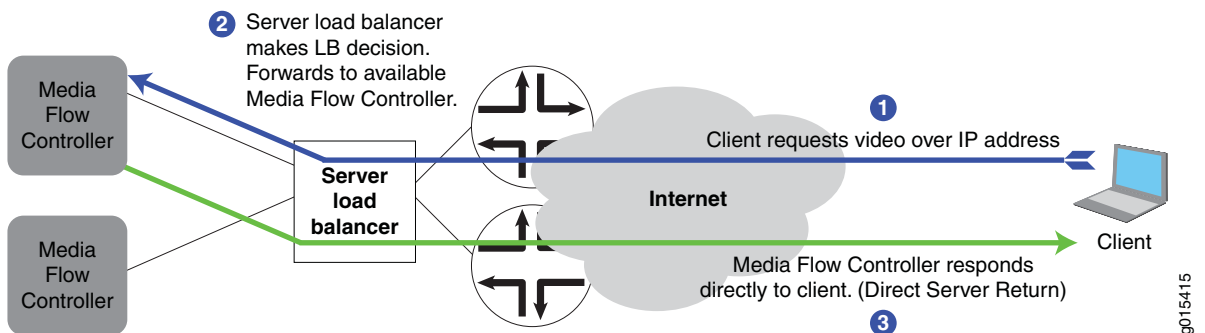 2 Server load balancer
makes LB decision.
Forwards to available
Media Flow Controller.
Media
Flow
Controller
1
Client requests video over IP address
Server
load
balancer
Internet
Media
Flow
Controller
Client
Media Flow Controller responds
directly to client. (Direct Server Return)
3
g015415